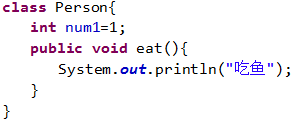 class Person{
    int num1=1;
    public void eat(){
        System.out.println("吃鱼");
    }
}